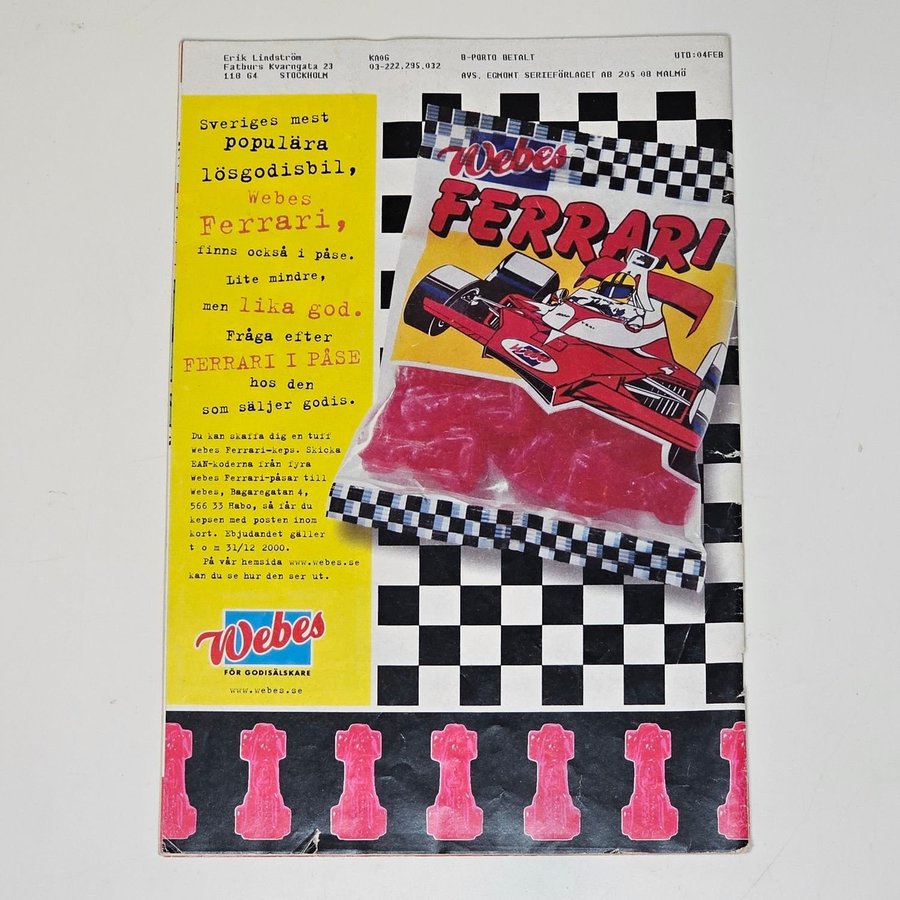 Erik Lindström KA06 B-PORTO BETALT UTD:04FEB
Fatburs Kvarngata 23 03-222,295,032
118 64 STOCKHOLM AVS. EGMONT SERIEFÖRLAGET AB 205 08 MALMÖ
Sveriges mest
populära
lösgodisbil,
Webes
Ferrari,
finns också i påse.
Lite mindre,
men lika god.
Fråga efter
FERRARI I PÅSE
hos den
som säljer godis.
Du kan skaffa dig en tuff
Webes Ferrari-keps. Skicka
EAN-koderna från fyra
Webes Ferrari-påsar till
Webes, Bagaregatan 4,
566 33 Habo, så får du
kepsen med posten inom
kort. Erbjudandet gäller
t o m 31/12 2000.
På vår hemsida www.webes.se
kan du se hur den ser ut.
Webes
FÖR GODISÄLSKARE
www.webes.se
Webes
FERRARI
Webes